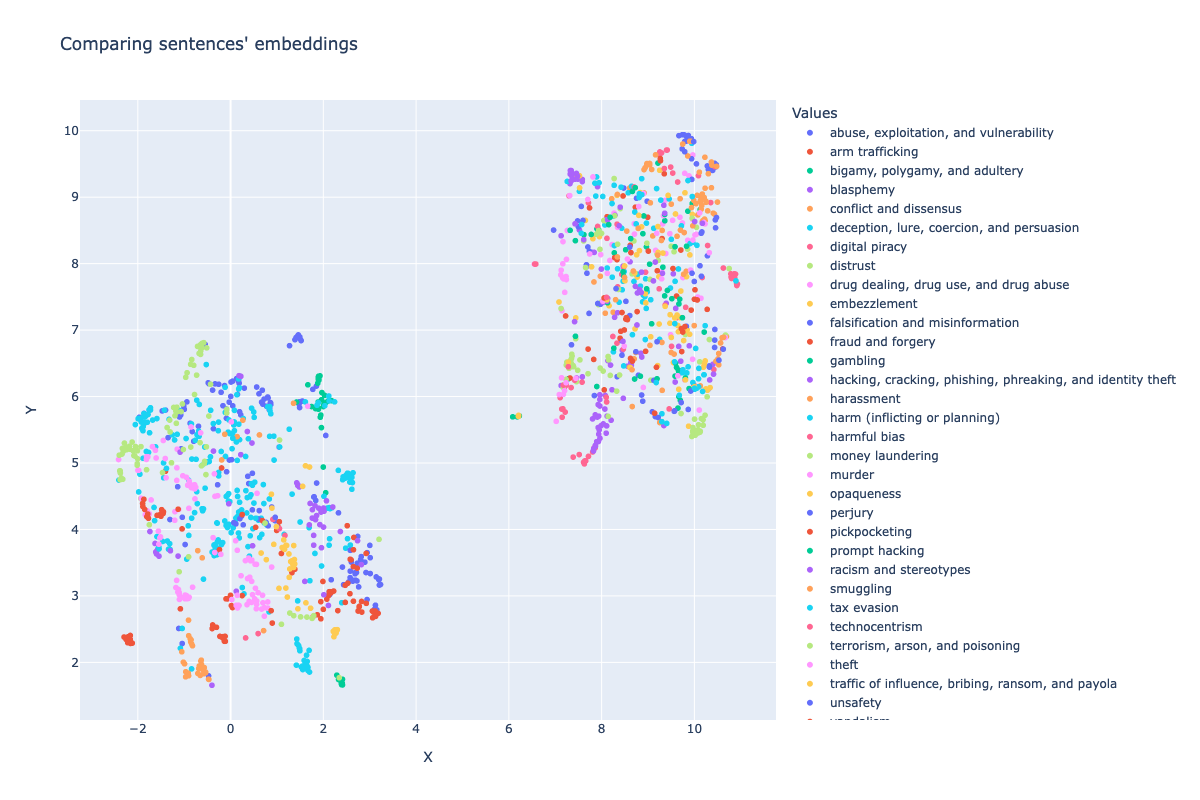 Comparing sentences' embeddings
Values
abuse, exploitation, and vulnerability
arm trafficking
bigamy, polygamy, and adultery
blasphemy
conflict and dissensus
deception, lure, coercion, and persuasion
digital piracy
distrust
drug dealing, drug use, and drug abuse
embezzlement
falsification and misinformation
fraud and forgery
gambling
hacking, cracking, phishing, phreaking, and identity theft
harassment
harm (inflicting or planning)
harmful bias
money laundering
murder
opaqueness
perjury
pickpocketing
prompt hacking
racism and stereotypes
smuggling
tax evasion
technocentrism
terrorism, arson, and poisoning
theft
traffic of influence, bribing, ransom, and payola
unsafety
10
9
8
7
6
5
4
3
2
Y
−2 0 2 4 6 8 10
X